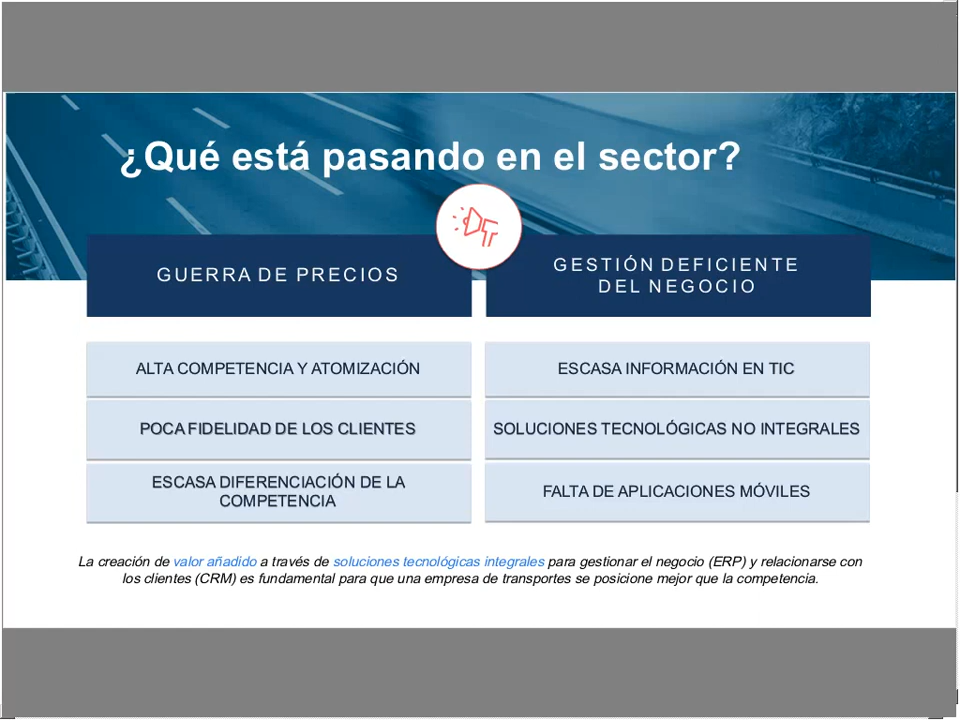 ¿Qué está pasando en el sector?
GUERRA DE PRECIOS
GESTIÓN DEFICIENTE
DEL NEGOCIO
ALTA COMPETENCIA Y ATOMIZACIÓN
ESCASA INFORMACIÓN EN TIC
POCA FIDELIDAD DE LOS CLIENTES
SOLUCIONES TECNOLÓGICAS NO INTEGRALES
ESCASA DIFERENCIACIÓN DE LA
COMPETENCIA
FALTA DE APLICACIONES MÓVILES
La creación de valor añadido a través de soluciones tecnológicas integrales para gestionar el negocio (ERP) y relacionarse con
los clientes (CRM) es fundamental para que una empresa de transportes se posicione mejor que la competencia.